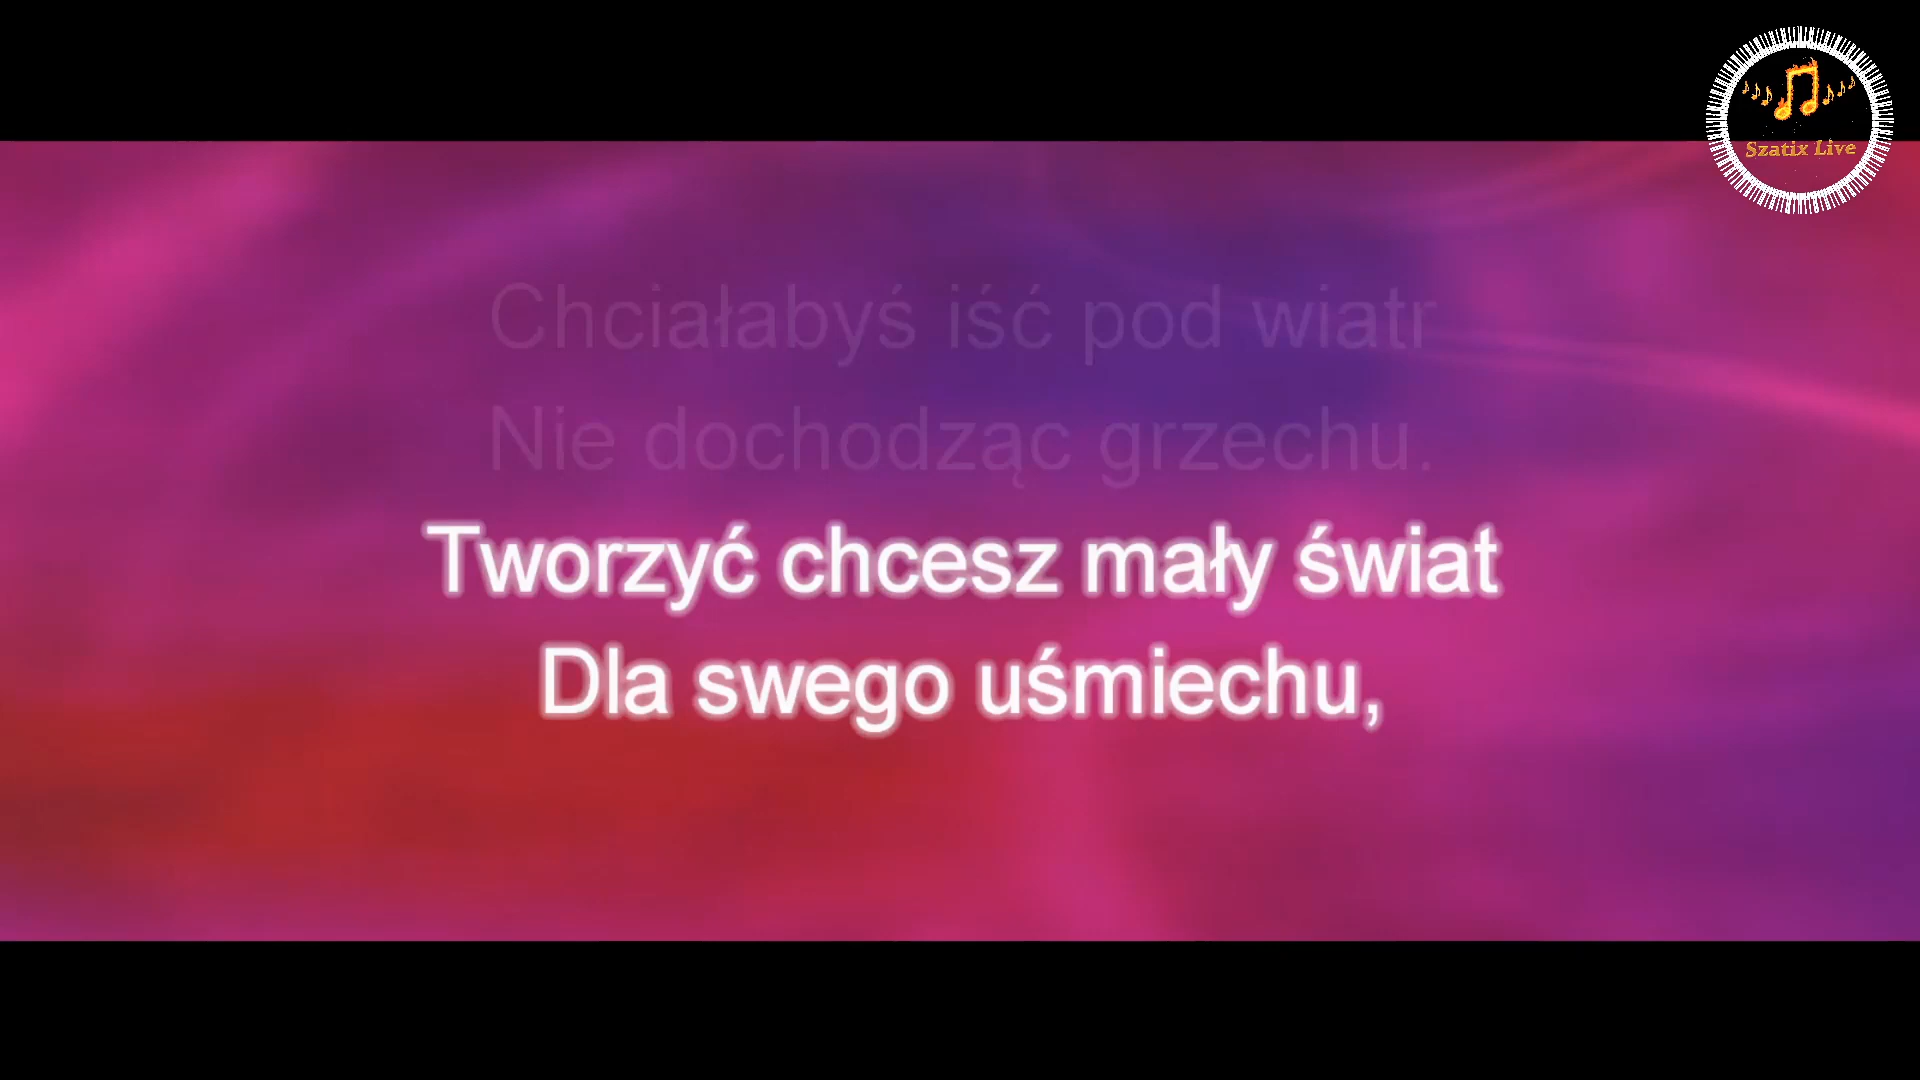 Szatix Live
Chciałabyś iść pod wiatr
Nie dochodząc grzechu.
Tworzyć chcesz mały świat
Dla swego uśmiechu,